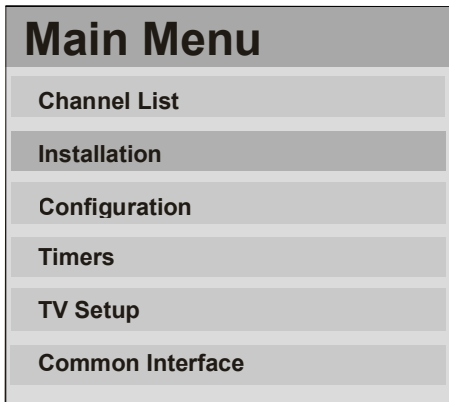 Main Menu
Channel List
Installation
Configuration
Timers
TV Setup
Common Interface